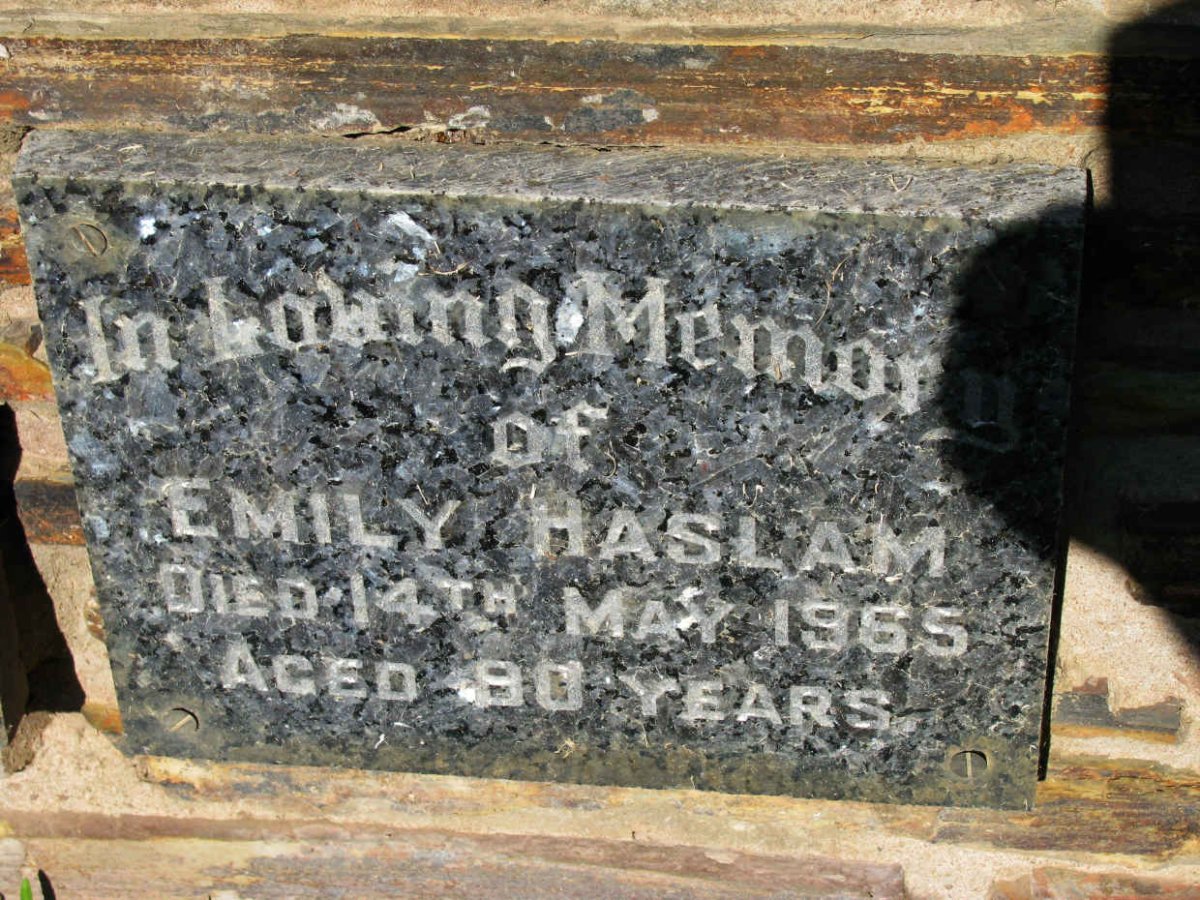 In Loving Memory
of
EMILY HASLAM
DIED 14TH MAY 1965
AGED 80 YEARS.